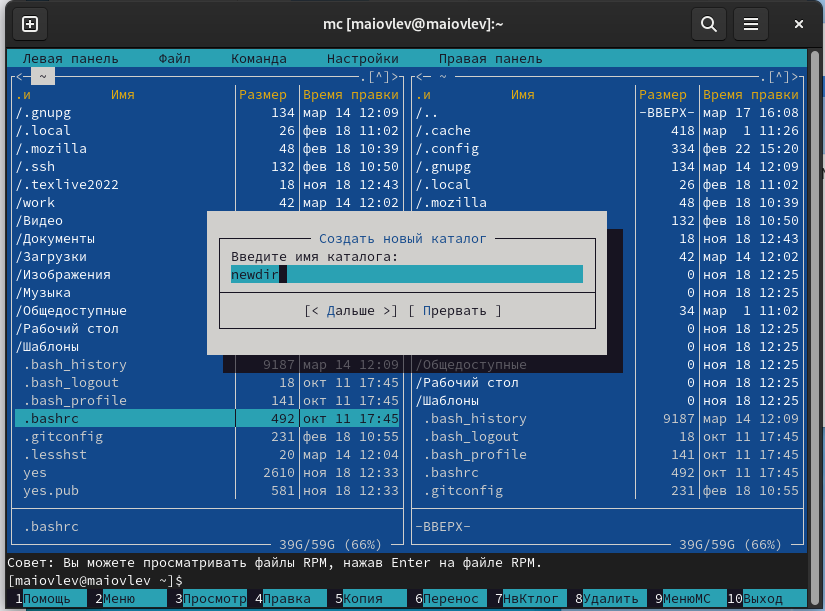 mc [maiovlev@maiovlev]:~
Левая панель Файл Команда Настройки Правая панель
<─ ~ .[^]> <─ ~ .[^]>
.и Имя Размер Время правки .и Имя Размер Время правки
/.gnupg 134 мар 14 12:09 /.. -ВВЕРХ- мар 17 16:08
/.local 26 фев 18 11:02 /.cache 418 мар 1 11:26
/.mozilla 48 фев 18 10:39 /.config 334 фев 22 15:20
/.ssh 132 фев 18 10:50 /.gnupg 134 мар 14 12:09
/.texlive2022 18 ноя 18 12:43 /.local 26 фев 18 11:02
/work 42 мар 14 12:02 /.mozilla 48 фев 18 10:39
/Видео 132 фев 18 10:50
/Документы Создать новый каталог 18 ноя 18 12:43
/Загрузки Введите имя каталога: 42 мар 14 12:02
/Изображения newdir 0 ноя 18 12:25
/Музыка 0 ноя 18 12:25
/Общедоступные [< Дальше >] [ Прервать ] 34 мар 1 11:02
/Рабочий стол 0 ноя 18 12:25
/Шаблоны 0 ноя 18 12:25
.bash_history 9187 мар 14 12:09 /Общедоступные 0 ноя 18 12:25
.bash_logout 18 окт 11 17:45 /Рабочий стол 0 ноя 18 12:25
.bash_profile 141 окт 11 17:45 /Шаблоны 0 ноя 18 12:25
.bashrc 492 окт 11 17:45 .bash_history 9187 мар 14 12:09
.gitconfig 231 фев 18 10:55 .bash_logout 18 окт 11 17:45
.lesshst 20 мар 14 12:04 .bash_profile 141 окт 11 17:45
yes 2610 ноя 18 12:33 .bashrc 492 окт 11 17:45
yes.pub 581 ноя 18 12:33 .gitconfig 231 фев 18 10:55
.bashrc -ВВЕРХ-
39G/59G (66%) 39G/59G (66%)
Совет: Вы можете просматривать файлы RPM, нажав Enter на файле RPM.
[maiovlev@maiovlev ~]$
1Помощь 2Меню 3Просмотр 4Правка 5Копия 6Перенос 7НвКтлог 8Удалить 9МенюМС 10Выход